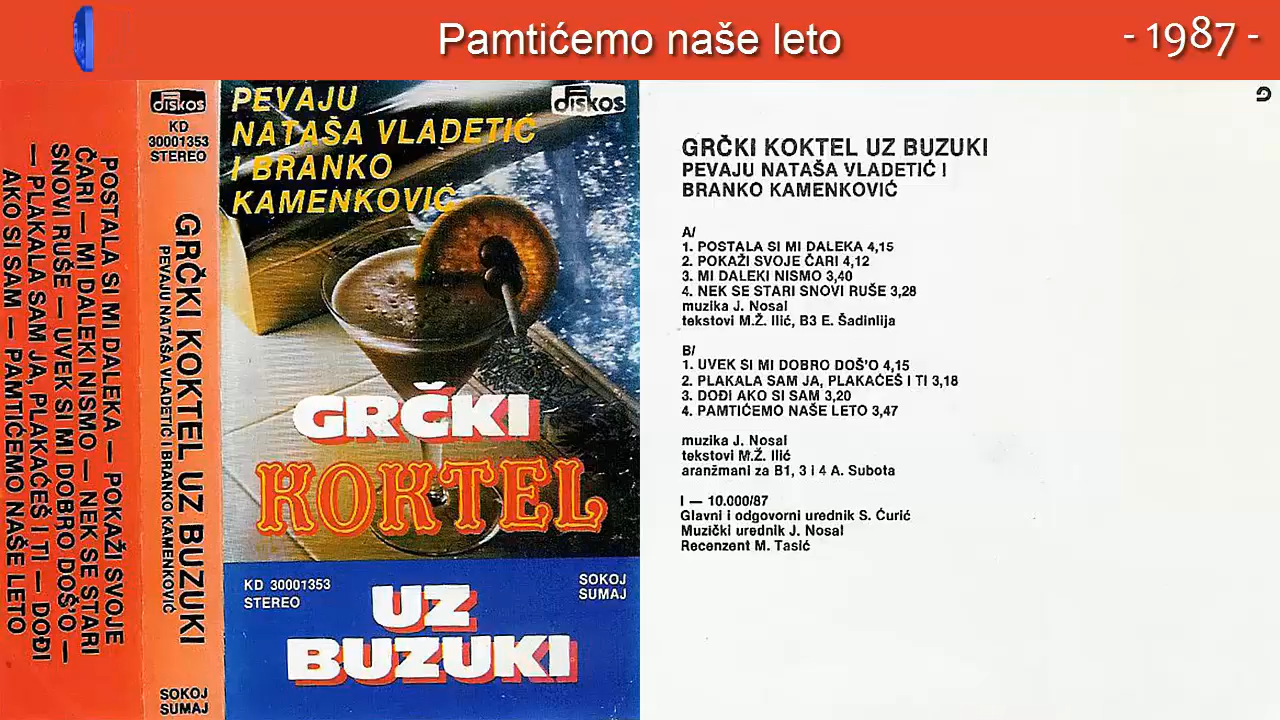 Pamtićemo naše leto
- 1987 -
POSTALA SI MI DALEKA — POKAŽI SVOJE
ČARI — MI DALEKI NISMO — NEK SE STARI
SNOVI RUŠE — UVEK SI MI DOBRO DOŠ'O —
— PLAKALA SAM JA, PLAKAĆEŠ I TI — DOĐI
AKO SI SAM — PAMTIĆEMO NAŠE LETO
diskos
KD
30001353
STEREO
GRČKI KOKTEL UZ BUZUKI
PEVAJU NATAŠA VLADETIĆ I BRANKO KAMENKOVIĆ
SOKOJ
SUMAJ
PEVAJU
NATAŠA VLADETIĆ
I BRANKO
KAMENKOVIĆ
diskos
GRČKI
KOKTEL
KD 30001353
STEREO
SOKOJ
SUMAJ
UZ
BUZUKI
GRČKI KOKTEL UZ BUZUKI
PEVAJU NATAŠA VLADETIĆ I
BRANKO KAMENKOVIĆ
A/
1. POSTALA SI MI DALEKA 4,15
2. POKAŽI SVOJE ČARI 4,12
3. MI DALEKI NISMO 3,40
4. NEK SE STARI SNOVI RUŠE 3,28
muzika J. Nosal
tekstovi M.Ž. Ilić, B3 E. Šadinlija
B/
1. UVEK SI MI DOBRO DOŠ'O 4,15
2. PLAKALA SAM JA, PLAKAĆEŠ I TI 3,18
3. DOĐI AKO SI SAM 3,20
4. PAMTIĆEMO NAŠE LETO 3,47
muzika J. Nosal
tekstovi M.Ž. Ilić
aranžmani za B1, 3 i 4 A. Subota
I — 10.000/87
Glavni i odgovorni urednik S. Ćurić
Muzički urednik J. Nosal
Recenzent M. Tasić